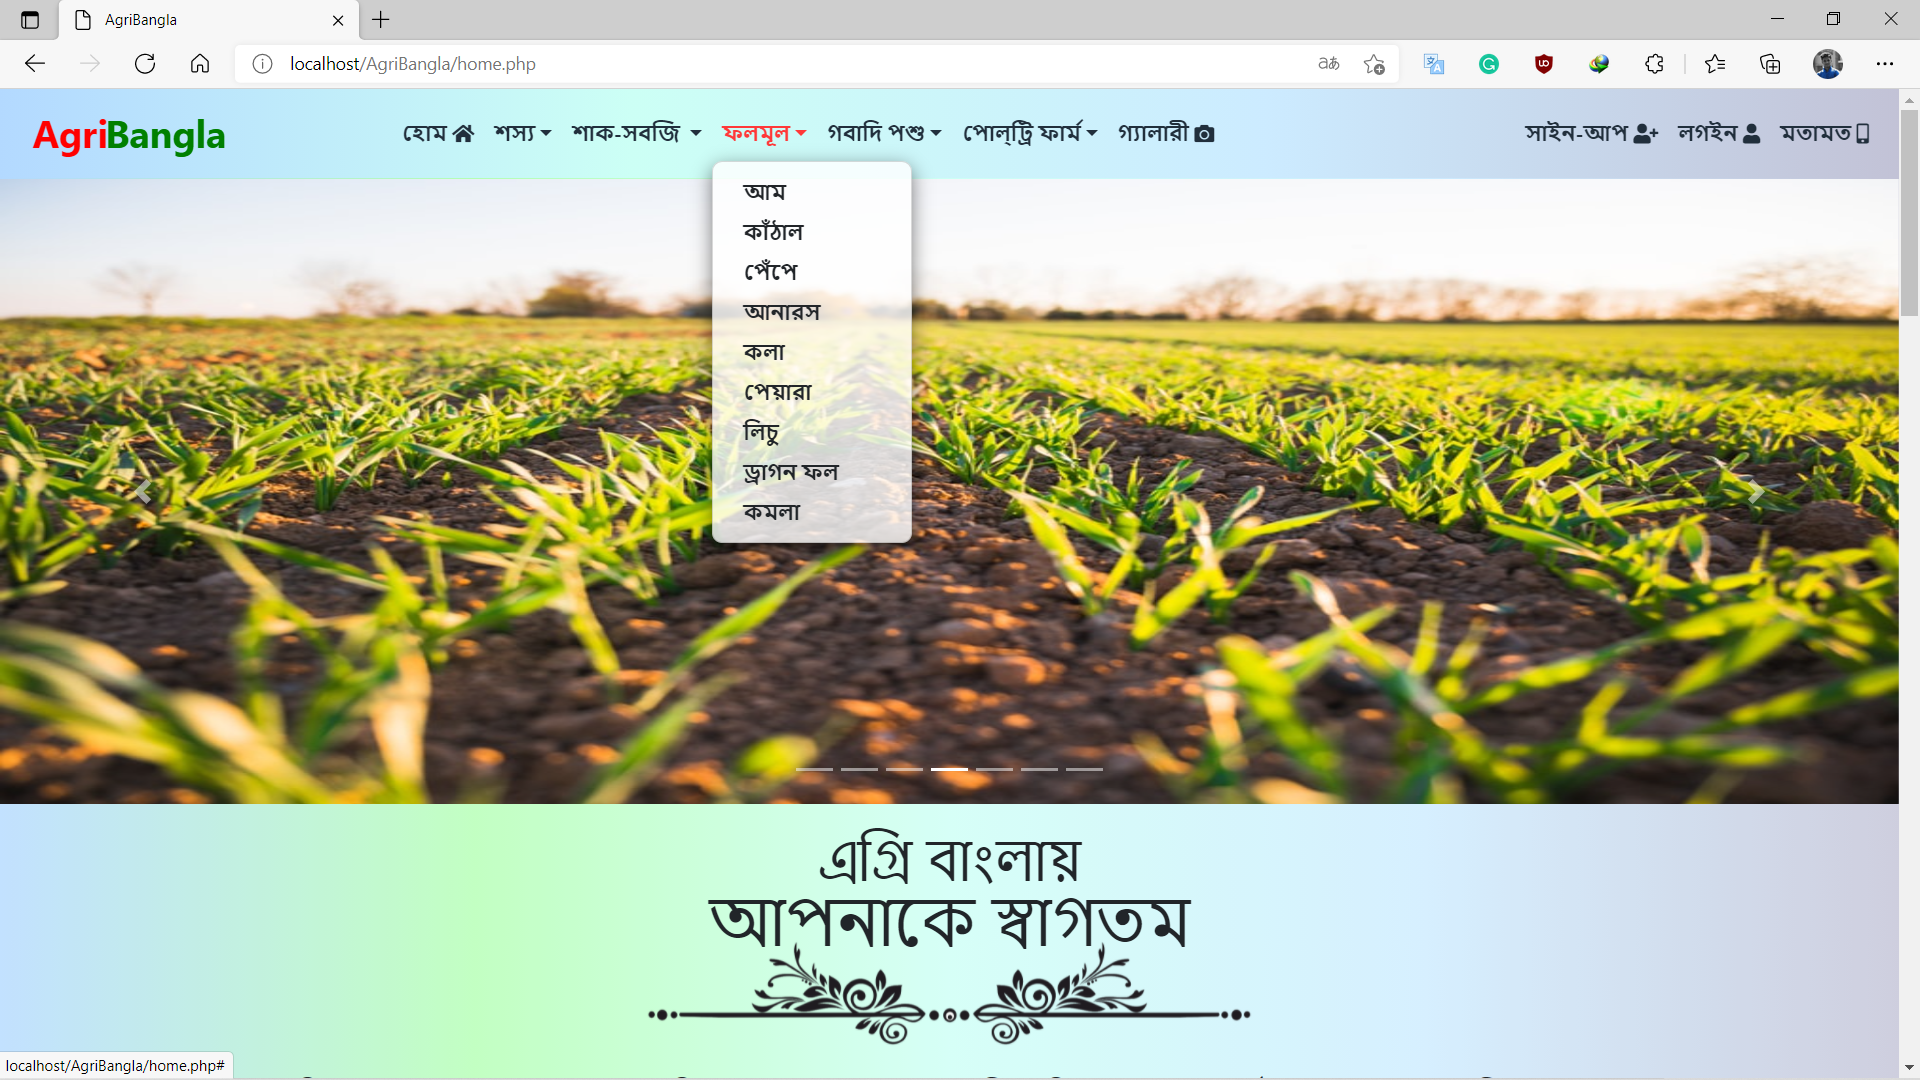 AgriBangla
localhost/AgriBangla/home.php
AgriBangla
হোম শস্য শাক-সবজি ফলমূল গবাদি পশু পোল্ট্রি ফার্ম গ্যালারী সাইন-আপ লগইন মতামত
আম
কাঁঠাল
পেঁপে
আনারস
কলা
পেয়ারা
লিচু
ড্রাগন ফল
কমলা
এগ্রি বাংলায়
আপনাকে স্বাগতম
localhost/AgriBangla/home.php#